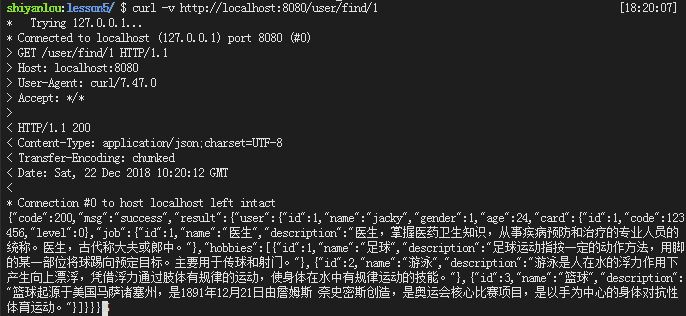 shiyanlou:lesson5/ $ curl -v http://localhost:8080/user/find/1 [18:20:07]
*   Trying 127.0.0.1...
* Connected to localhost (127.0.0.1) port 8080 (#0)
> GET /user/find/1 HTTP/1.1
> Host: localhost:8080
> User-Agent: curl/7.47.0
> Accept: */*
>
< HTTP/1.1 200
< Content-Type: application/json;charset=UTF-8
< Transfer-Encoding: chunked
< Date: Sat, 22 Dec 2018 10:20:12 GMT
<
* Connection #0 to host localhost left intact
{"code":200,"msg":"success","result":{"user":{"id":1,"name":"jacky","gender":1,"age":24,"card":{"id":1,"code":123
456,"level":0},"job":{"id":1,"name":"医生","description":"医生，掌握医药卫生知识，从事疾病预防和治疗的专业人员的
统称。医生，古代称大夫或郎中。"},"hobbies":[{"id":1,"name":"足球","description":"足球运动指按一定的动作方法，用脚
的某一部位将球踢向预定目标。主要用于传球和射门。"},{"id":2,"name":"游泳","description":"游泳是人在水的浮力作用下
产生向上漂浮，凭借浮力通过肢体有规律的运动，使身体在水中有规律运动的技能。"},{"id":3,"name":"篮球","description":
"篮球起源于美国马萨诸塞州，是1891年12月21日由詹姆斯·奈史密斯创造，是奥运会核心比赛项目，是以手为中心的身体对抗性
体育运动。"}]}}}